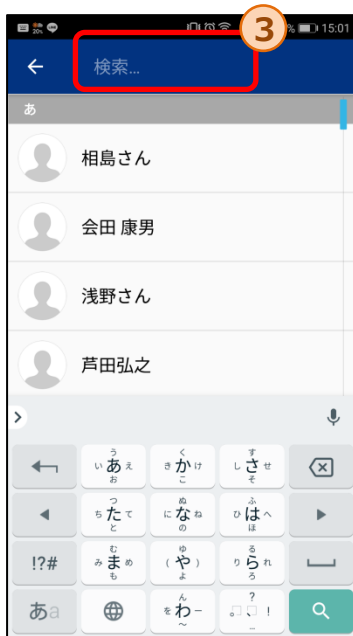 20%
% 15:01
3
検索...
あ
相島さん
会田 康男
浅野さん
芦田弘之
う
い あ え
お
く
き か け
こ
す
し さ せ
そ
つ
ち た て
と
ぬ
に な ね
の
ふ
ひ は へ
ほ
!?#
む
み ま め
も
ゆ
( や )
よ
る
り ら れ
ろ
あa
ん
を わ ー
～
?
。 、 !
…